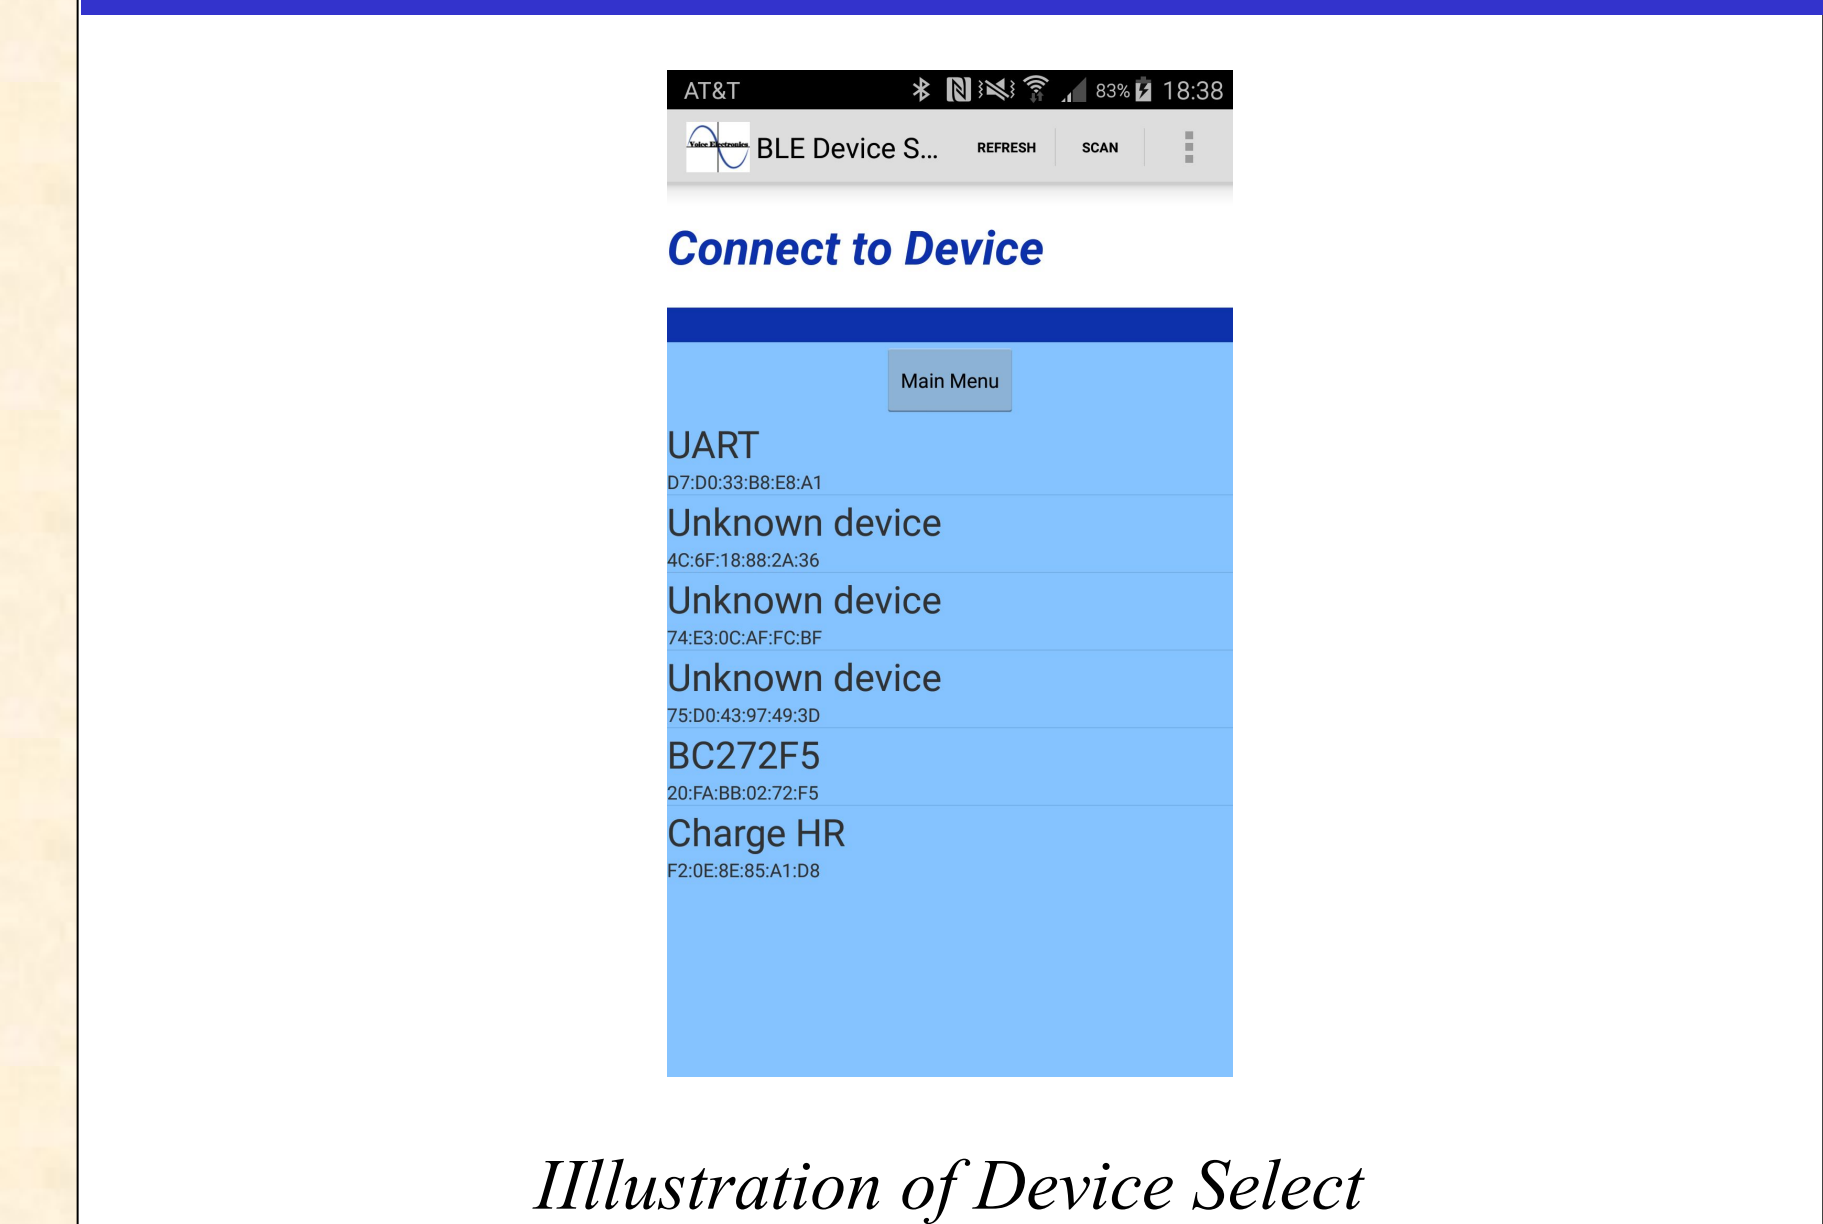 AT&T 83% 18:38
Voice Electronics BLE Device S... REFRESH SCAN
Connect to Device
Main Menu
UART
D7:D0:33:B8:E8:A1
Unknown device
4C:6F:18:88:2A:36
Unknown device
74:E3:0C:AF:FC:BF
Unknown device
75:D0:43:97:49:3D
BC272F5
20:FA:BB:02:72:F5
Charge HR
F2:0E:8E:85:A1:D8
IIllustration of Device Select